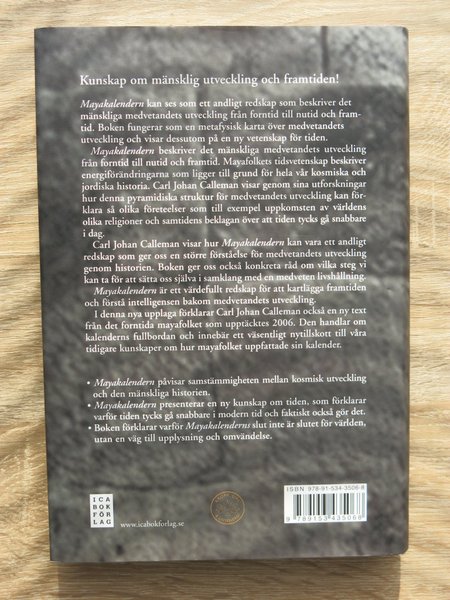 Kunskap om mänsklig utveckling och framtiden!
Mayakalendern kan ses som ett andligt redskap som beskriver det
mänskliga medvetandets utveckling från forntid till nutid och fram-
tid. Boken fungerar som en metafysisk karta över medvetandets
utveckling och visar dessutom på en ny vetenskap för tiden.
Mayakalendern beskriver det mänskliga medvetandets utveckling
från forntid till nutid och framtid. Mayafolkets tidsvetenskap beskriver
energiförändringarna som ligger till grund för hela vår kosmiska och
jordiska historia. Carl Johan Calleman visar genom sina utforskningar
hur denna pyramidiska struktur för medvetandets utveckling kan för-
klara så olika företeelser som till exempel uppkomsten av världens
olika religioner och samtidens beklagan över att tiden tycks gå snabbare
i dag.
Carl Johan Calleman visar hur Mayakalendern kan vara ett andligt
redskap som ger oss en större förståelse för medvetandets utveckling
genom historien. Boken ger oss också konkreta råd om vilka steg vi
kan ta för att sätta oss själva i samklang med en medveten livshållning.
Mayakalendern är ett värdefullt redskap för att kartlägga framtiden
och förstå intelligensen bakom medvetandets utveckling.
I denna nya upplaga förklarar Carl Johan Calleman också en ny text
från det forntida mayafolket som upptäcktes 2006. Den handlar om
kalenderns fullbordan och innebär ett väsentligt nytillskott till våra
tidigare kunskaper om hur mayafolket uppfattade sin kalender.
• Mayakalendern påvisar samstämmigheten mellan kosmisk utveckling
och den mänskliga historien.
• Mayakalendern presenterar en ny kunskap om tiden, som förklarar
varför tiden tycks gå snabbare i modern tid och faktiskt också gör det.
• Boken förklarar varför Mayakalenderns slut inte är slutet för världen,
utan en väg till upplysning och omvändelse.
ICA
BOK
FÖR
LAG
www.icabokforlag.se
ISBN 978-91-534-3506-8
9 789153 435068